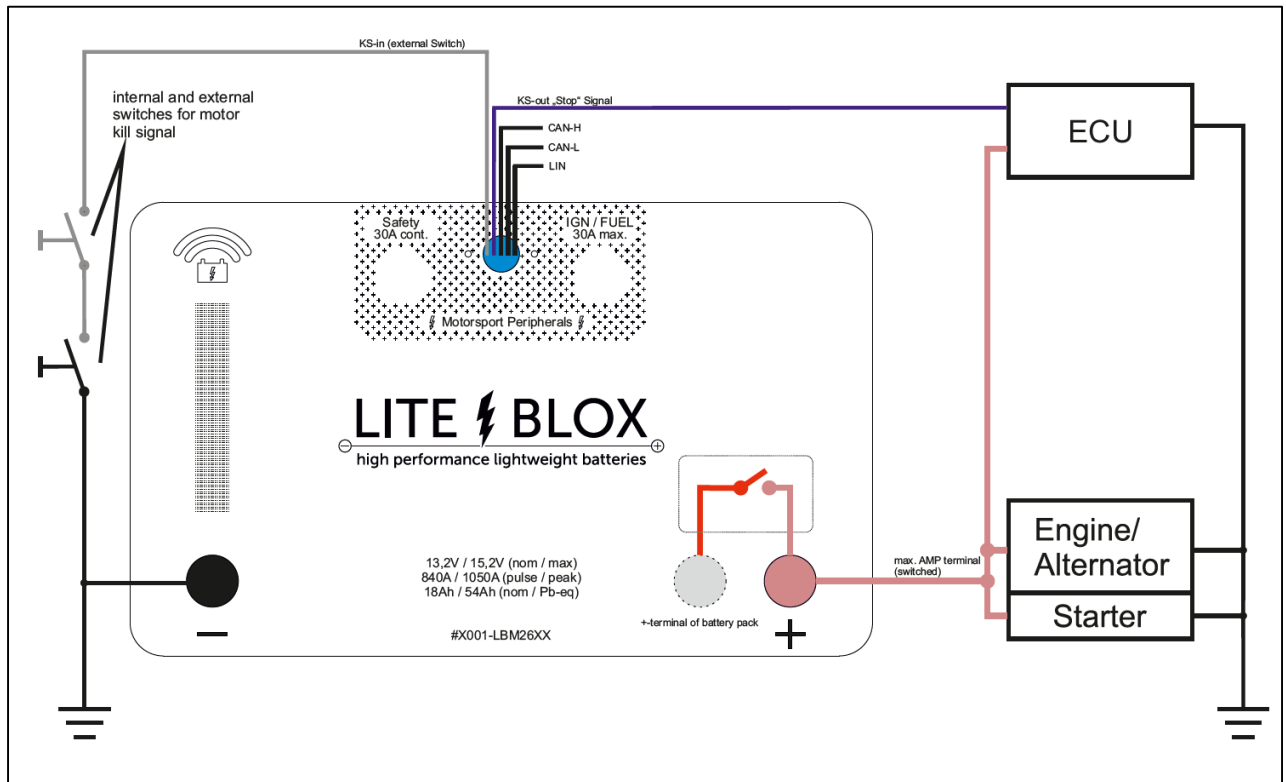 KS-in (external Switch)
internal and external
switches for motor
kill signal
KS-out „Stop" Signal
CAN-H
CAN-L
LIN
ECU
Safety
30A cont.
IGN / FUEL
30A max.
Motorsport Peripherals
LITE BLOX
high performance lightweight batteries
13,2V / 15,2V (nom / max)
840A / 1050A (pulse / peak)
18Ah / 54Ah (nom / Pb-eq)
#X001-LBM26XX
+-terminal of battery pack
max. AMP terminal
(switched)
Engine/
Alternator
Starter
− +